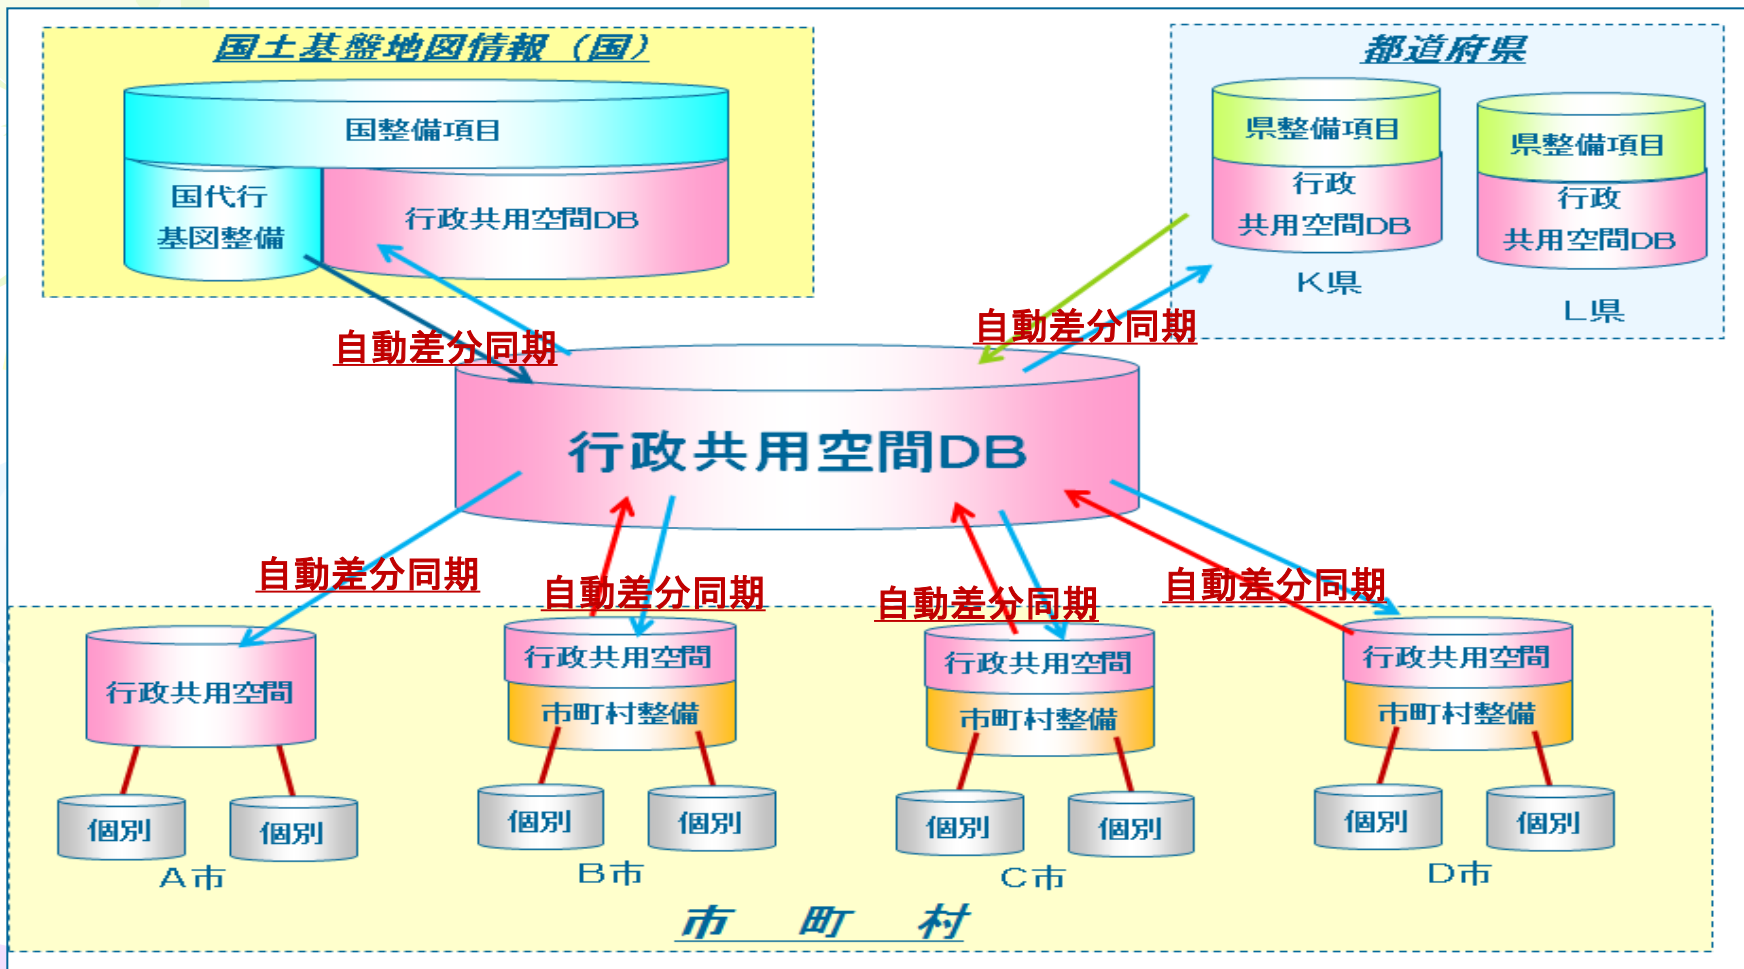 国土基盤地図情報（国）
国整備項目
国代行
基図整備
行政共用空間DB
都道府県
県整備項目
行政
共用空間DB
K県
県整備項目
行政
共用空間DB
L県
自動差分同期
自動差分同期
行政共用空間DB
自動差分同期
自動差分同期
自動差分同期
自動差分同期
行政共用空間
個別
個別
A市
行政共用空間
市町村整備
個別
個別
B市
行政共用空間
市町村整備
個別
個別
C市
行政共用空間
市町村整備
個別
個別
D市
市　町　村